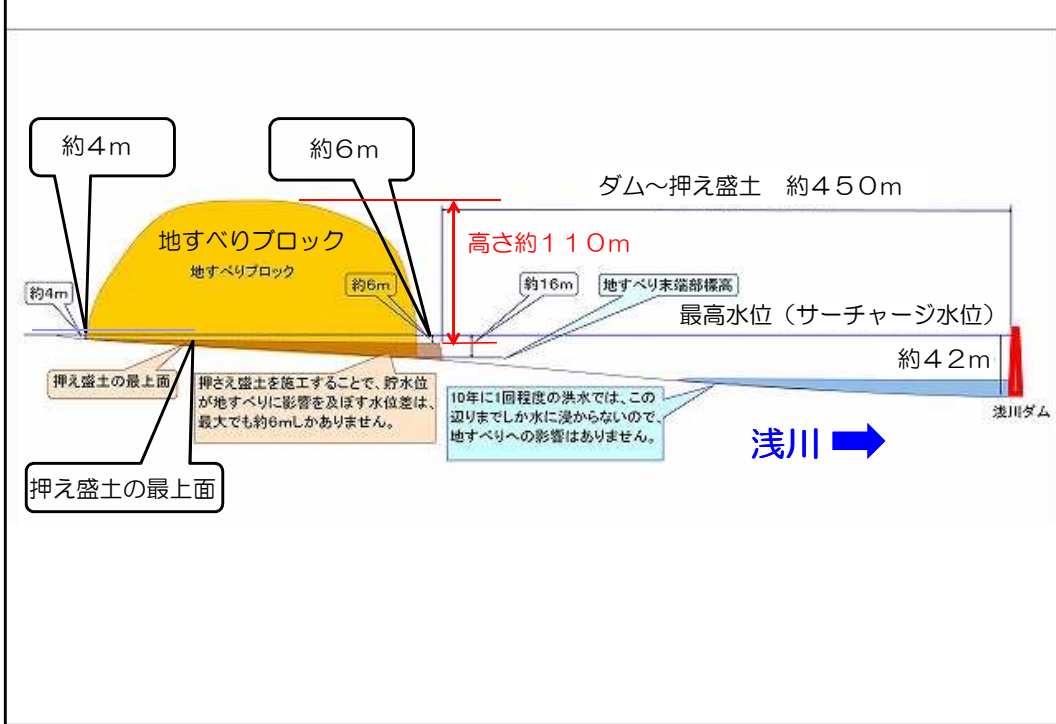 約4m
約6m
ダム～押え盛土 約450m
地すべりブロック
高さ約110m
地すべりブロック
約4m
約6m
約16m
地すべり末端部標高
最高水位（サーチャージ水位）
約42m
押え盛土の最上面
押さえ盛土を施工することで、貯水位
が地すべりに影響を及ぼす水位差は、
最大でも約6mしかありません。
10年に1回程度の洪水では、この
辺りまでしか水に浸からないので、
地すべりへの影響はありません。
浅川ダム
浅川
押え盛土の最上面